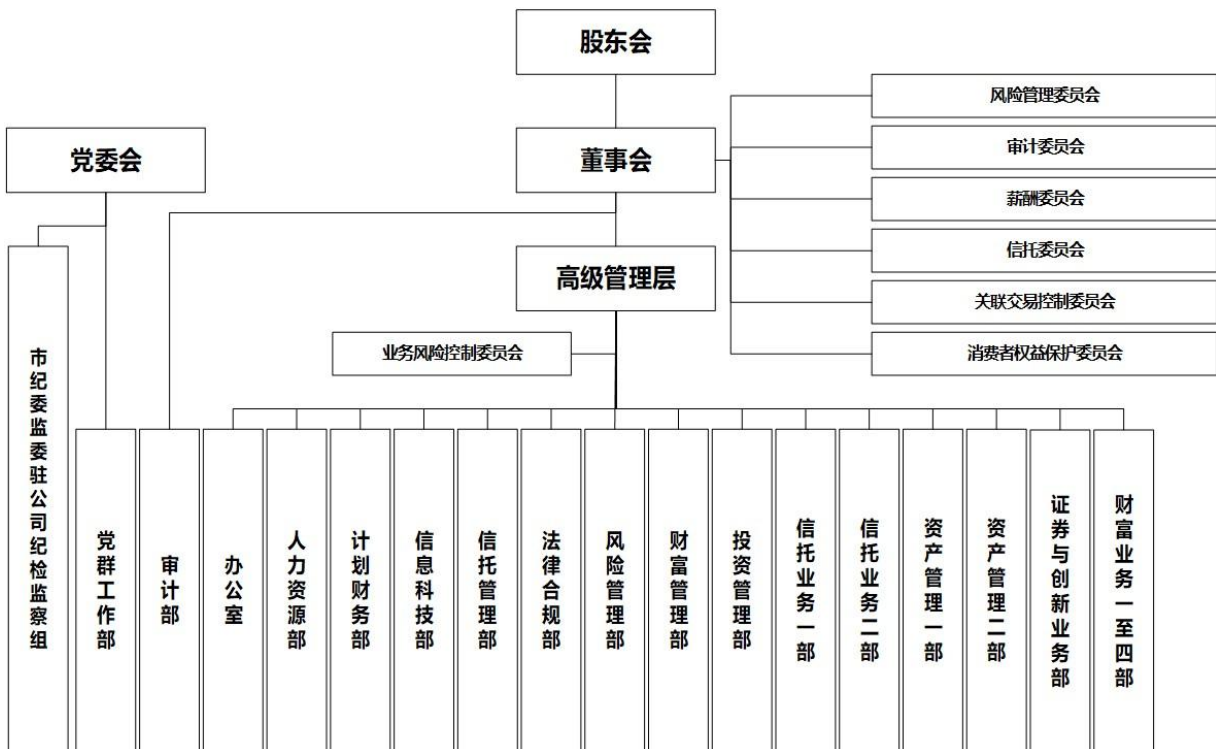 股东会
风险管理委员会
党委会
董事会
审计委员会
薪酬委员会
信托委员会
高级管理层
关联交易控制委员会
业务风险控制委员会
消费者权益保护委员会
市纪委监委驻公司纪检监察组
党群工作部
审计部
办公室
人力资源部
计划财务部
信息科技部
信托管理部
法律合规部
风险管理部
财富管理部
投资管理部
信托业务一部
信托业务二部
资产管理一部
资产管理二部
证券与创新业务部
财富业务一至四部